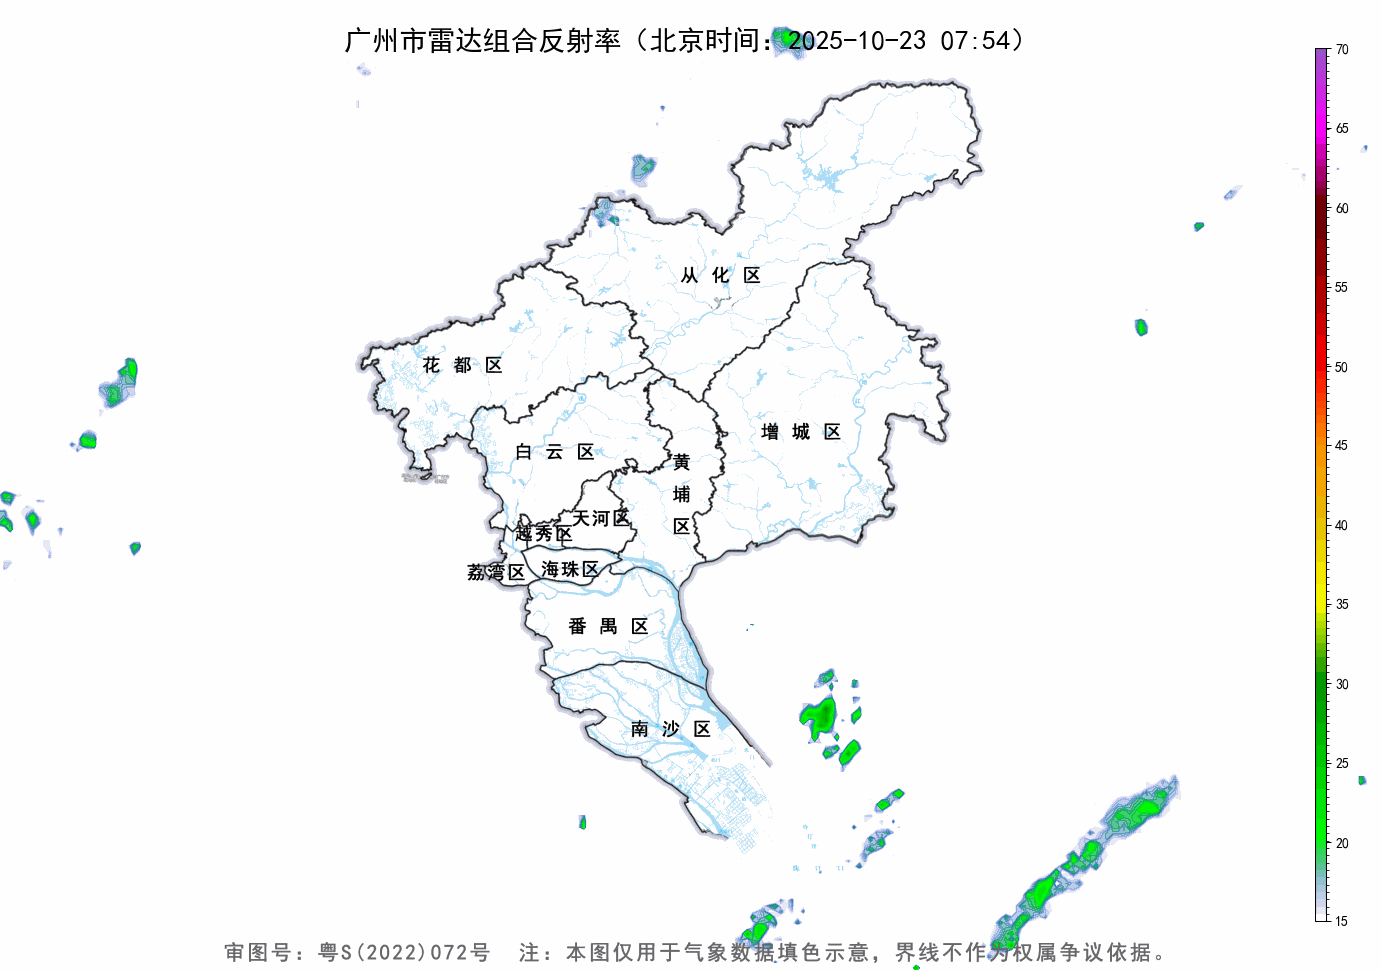 广州市雷达组合反射率（北京时间：2025-10-23 07:54）
70
65
60
55
50
45
40
35
30
25
20
15
从化区
花都区
增城区
白云区
黄埔区
天河区
越秀区
荔湾区
海珠区
番禺区
南沙区
审图号：粤S(2022)072号 注：本图仅用于气象数据填色示意，界线不作为权属争议依据。